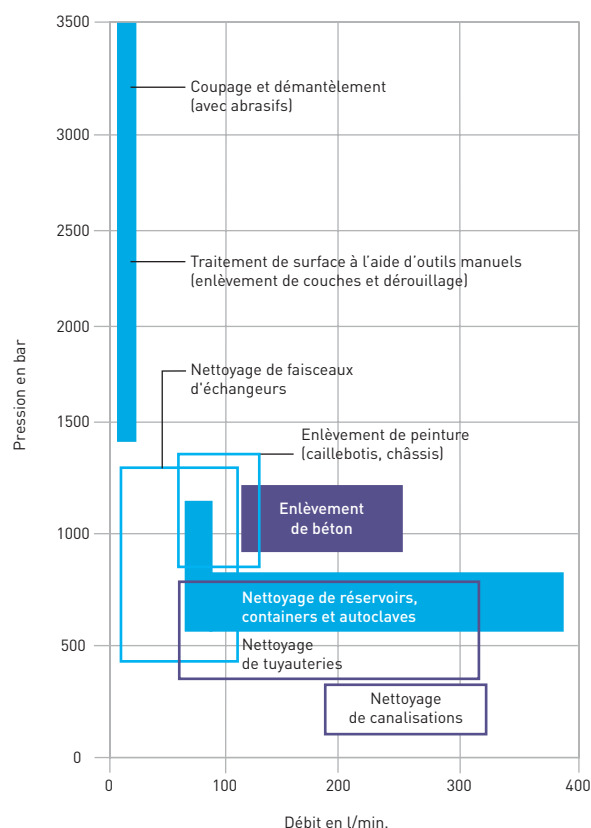 3500
Coupage et démantèlement
(avec abrasifs)
3000
2500
Traitement de surface à l'aide d'outils manuels
(enlèvement de couches et dérouillage)
2000
Nettoyage de faisceaux
d'échangeurs
1500
Enlèvement de peinture
(caillebotis, châssis)
Enlèvement
de béton
1000
Nettoyage de réservoirs,
containers et autoclaves
500
Nettoyage
de tuyauteries
Nettoyage
de canalisations
0
0 100 200 300 400
Pression en bar
Débit en l/min.